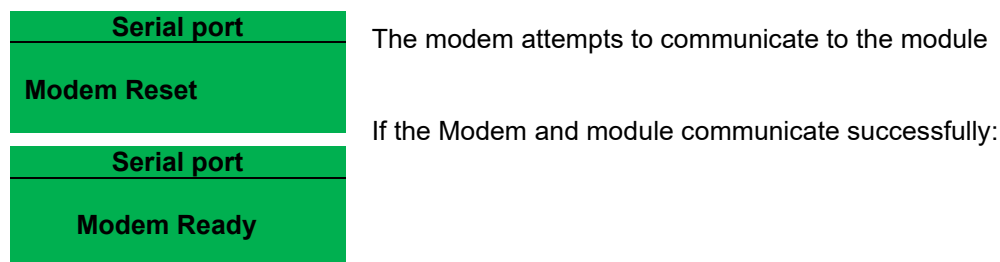 Serial port
The modem attempts to communicate to the module
Modem Reset
If the Modem and module communicate successfully:
Serial port
Modem Ready